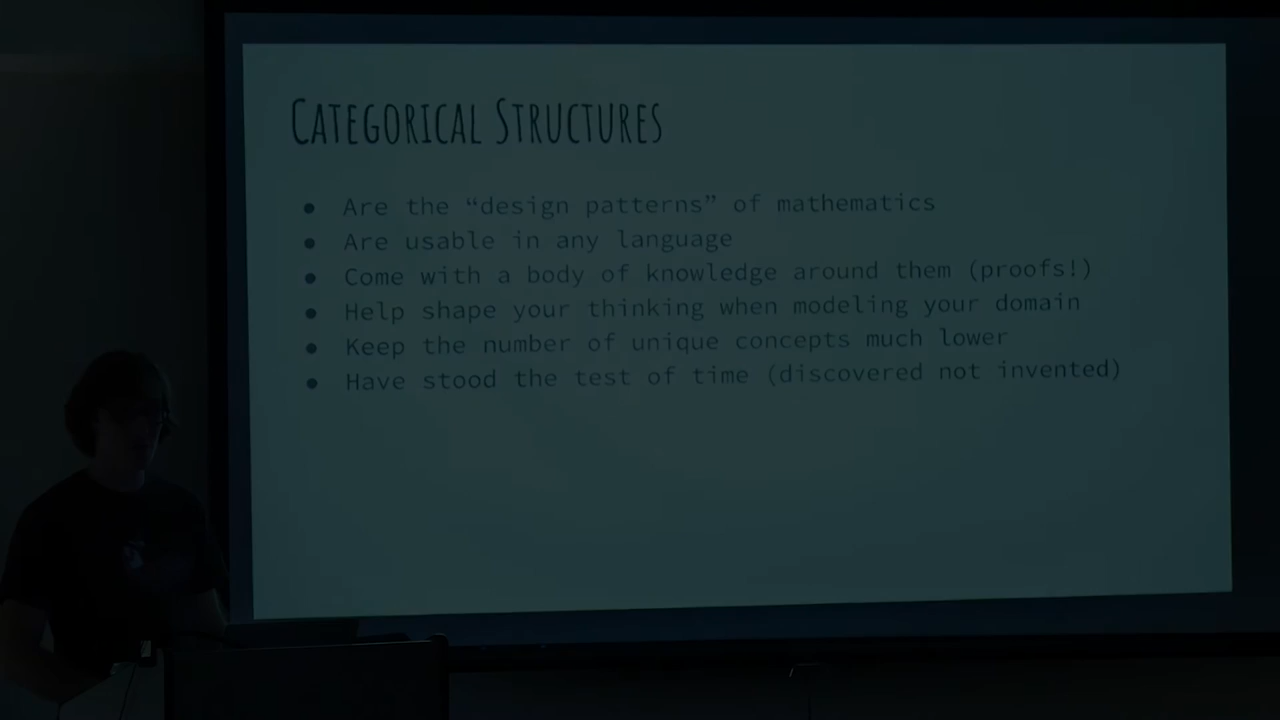 CATEGORICAL STRUCTURES
● Are the “design patterns” of mathematics
● Are usable in any language
● Come with a body of knowledge around them (proofs!)
● Help shape your thinking when modeling your domain
● Keep the number of unique concepts much lower
● Have stood the test of time (discovered not invented)